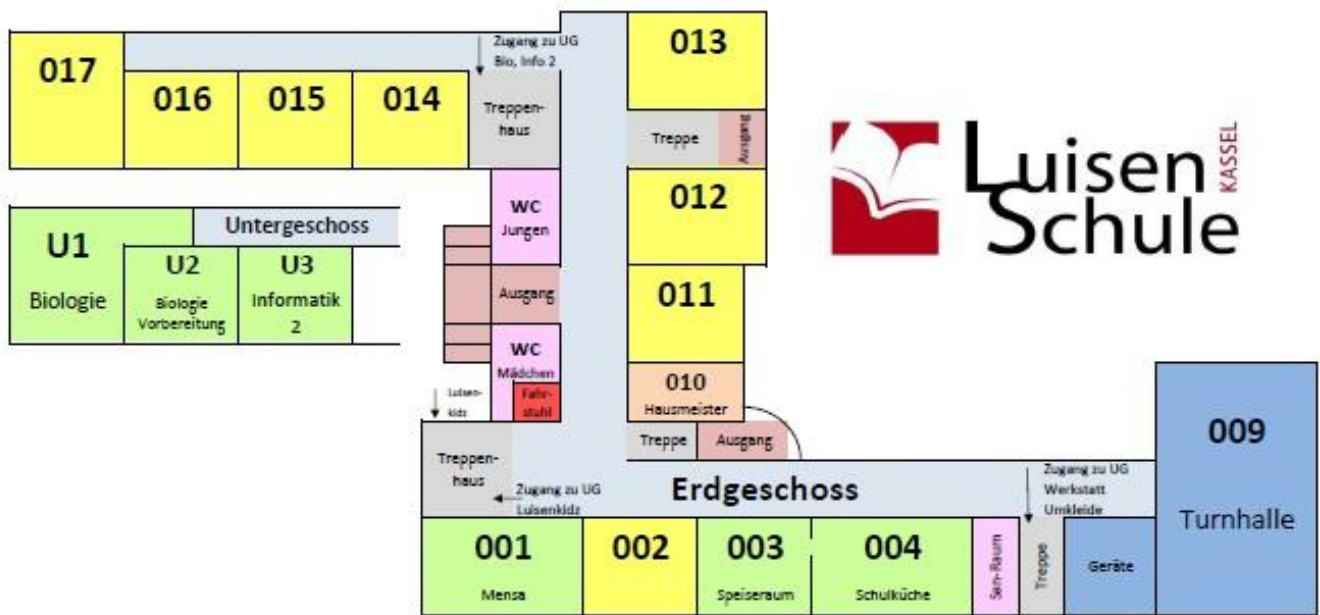 017
016
015
014
Zugang zu UG
Bio, Info 2
Treppen-
haus
013
Treppe
Ausgang
012
011
010
Hausmeister
Treppe
Ausgang
WC
Jungen
Ausgang
WC
Mädchen
Fahr-
stuhl
Luisen-
kidz
Treppen-
haus
Zugang zu UG
Luisenkidz
U1
Biologie
Untergeschoss
U2
Biologie
Vorbereitung
U3
Informatik
2
Luisen
Schule
KASSEL
Erdgeschoss
Zugang zu UG
Werkstatt
Umkleide
009
Turnhalle
001
Mensa
002
003
Speiseraum
004
Schulküche
San-Raum
Treppe
Geräte